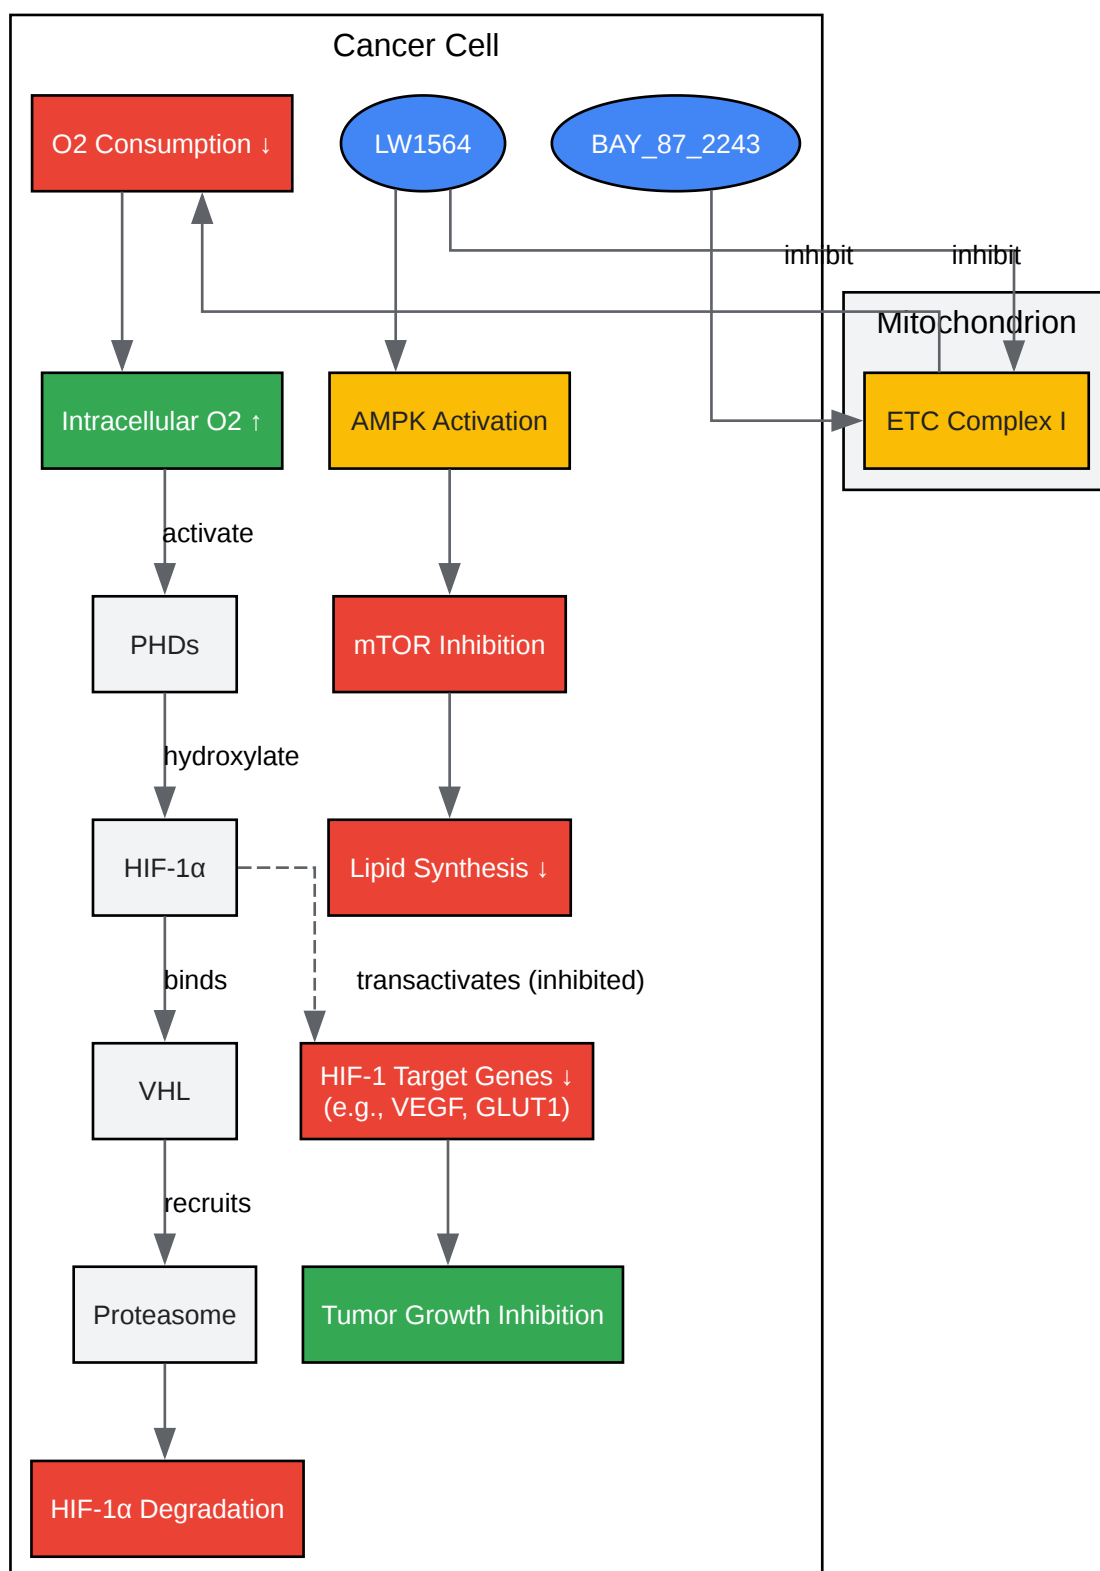 Cancer Cell
O2 Consumption ↓
LW1564
BAY_87_2243
inhibit
inhibit
Mitochondrion
Intracellular O2 ↑
AMPK Activation
ETC Complex I
activate
PHDs
mTOR Inhibition
hydroxylate
HIF-1α
Lipid Synthesis ↓
binds
transactivates (inhibited)
VHL
HIF-1 Target Genes ↓
(e.g., VEGF, GLUT1)
recruits
Proteasome
Tumor Growth Inhibition
HIF-1α Degradation